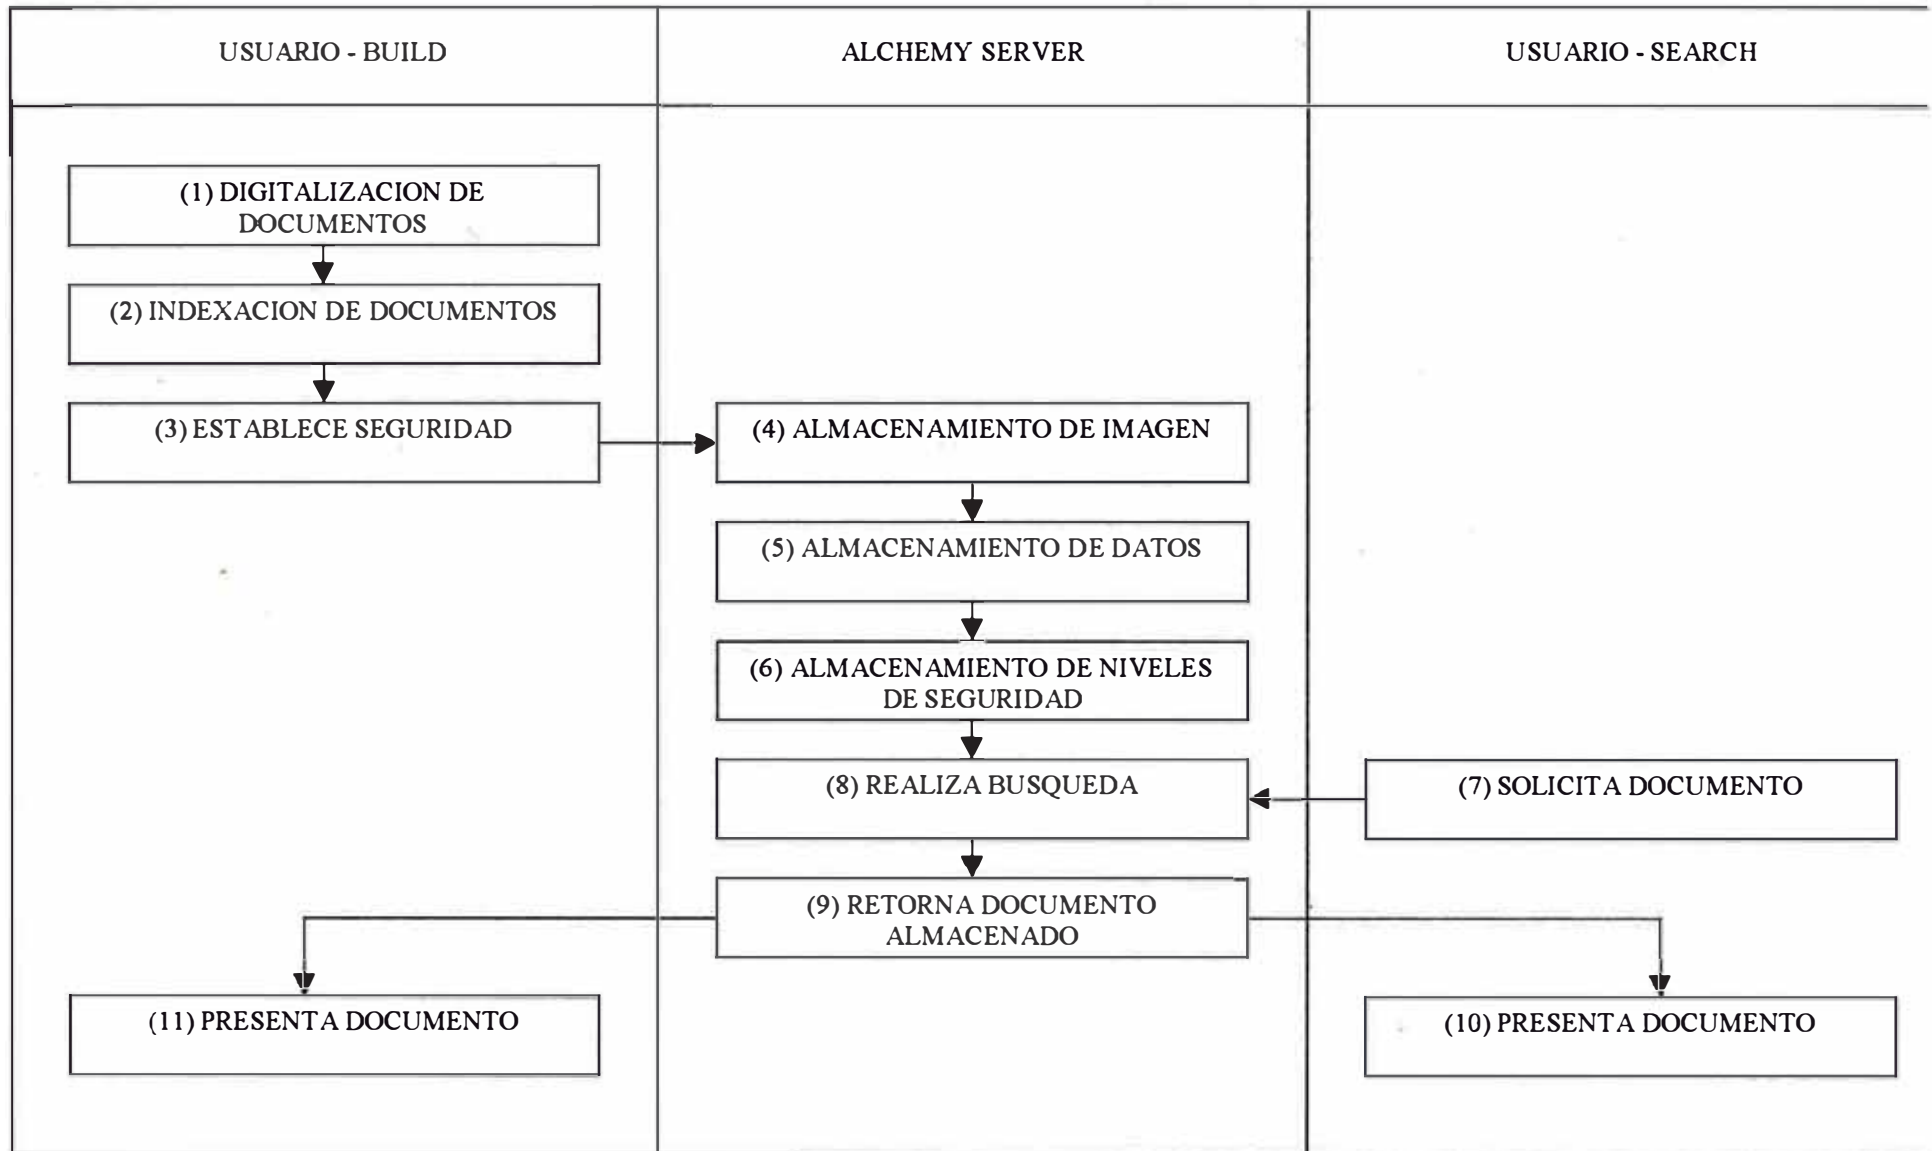 USUARIO - BUILD
ALCHEMY SERVER
USUARIO - SEARCH
(1) DIGITALIZACION DE
DOCUMENTOS
(2) INDEXACION DE DOCUMENTOS
(3) ESTABLECE SEGURIDAD
(4) ALMACENAMIENTO DE IMAGEN
(5) ALMACENAMIENTO DE DATOS
(6) ALMACENAMIENTO DE NIVELES
DE SEGURIDAD
(8) REALIZA BUSQUEDA
(7) SOLICITA DOCUMENTO
(9) RETORNA DOCUMENTO
ALMACENADO
(11) PRESENTA DOCUMENTO
(10) PRESENTA DOCUMENTO